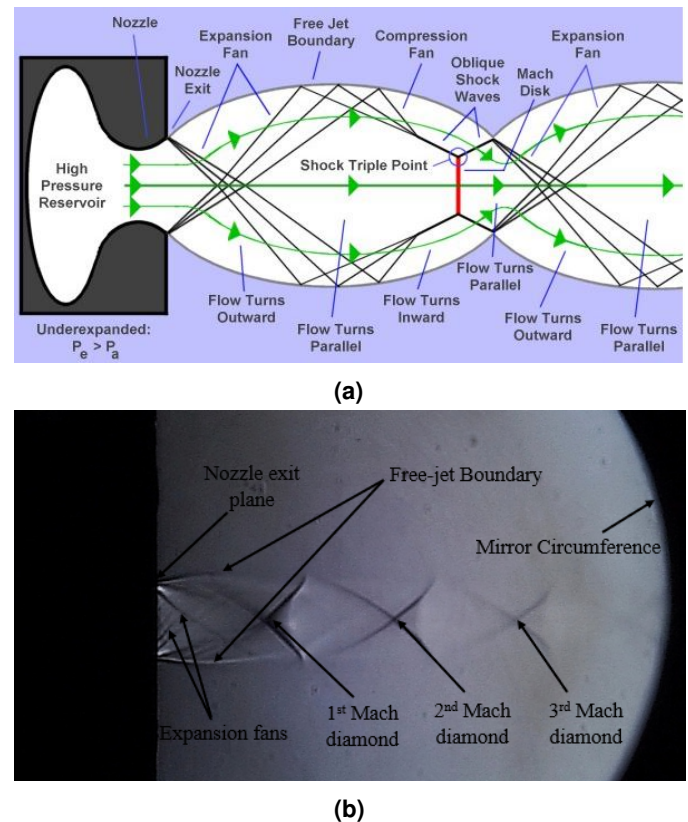 Nozzle
Expansion
Fan
Free Jet
Boundary
Compression
Fan
Oblique
Shock
Waves
Mach
Disk
Expansion
Fan
Nozzle
Exit
High
Pressure
Reservoir
Shock Triple Point
Flow Turns
Outward
Flow Turns
Parallel
Flow Turns
Inward
Flow Turns
Parallel
Flow Turns
Outward
Flow Turns
Parallel
Underexpanded:
Pe > Pa
(a)
Nozzle exit
plane
Free-jet Boundary
Mirror Circumference
Expansion fans
1st Mach
diamond
2nd Mach
diamond
3rd Mach
diamond
(b)